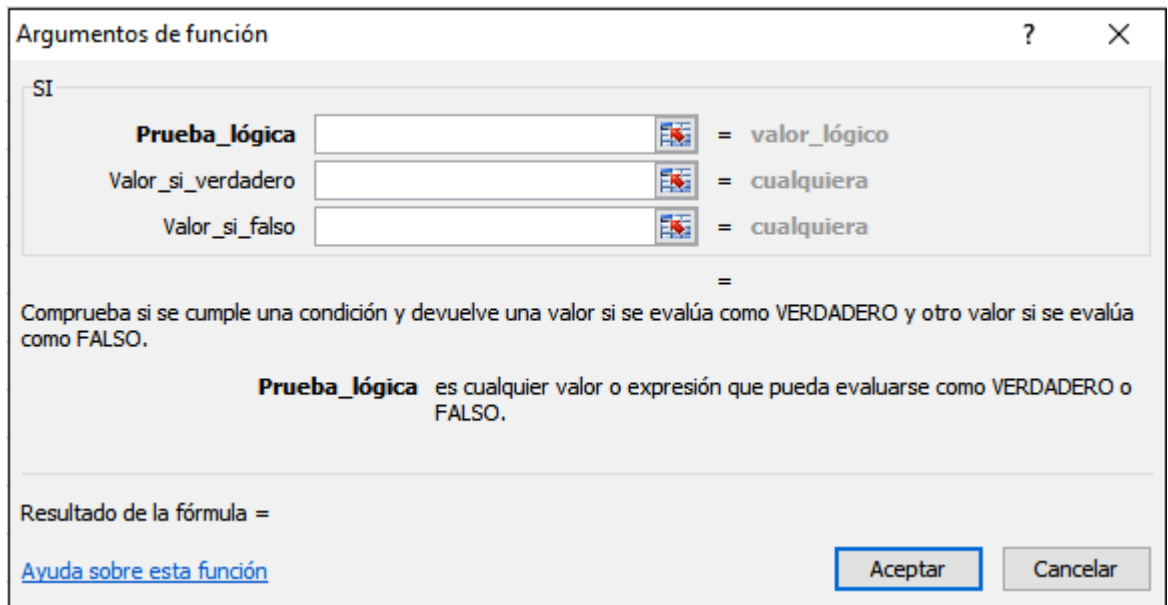 Argumentos de función ? ×
SI
Prueba_lógica = valor_lógico
Valor_si_verdadero = cualquiera
Valor_si_falso = cualquiera
=
Comprueba si se cumple una condición y devuelve una valor si se evalúa como VERDADERO y otro valor si se evalúa
como FALSO.
Prueba_lógica es cualquier valor o expresión que pueda evaluarse como VERDADERO o
FALSO.
Resultado de la fórmula =
Ayuda sobre esta función Aceptar Cancelar